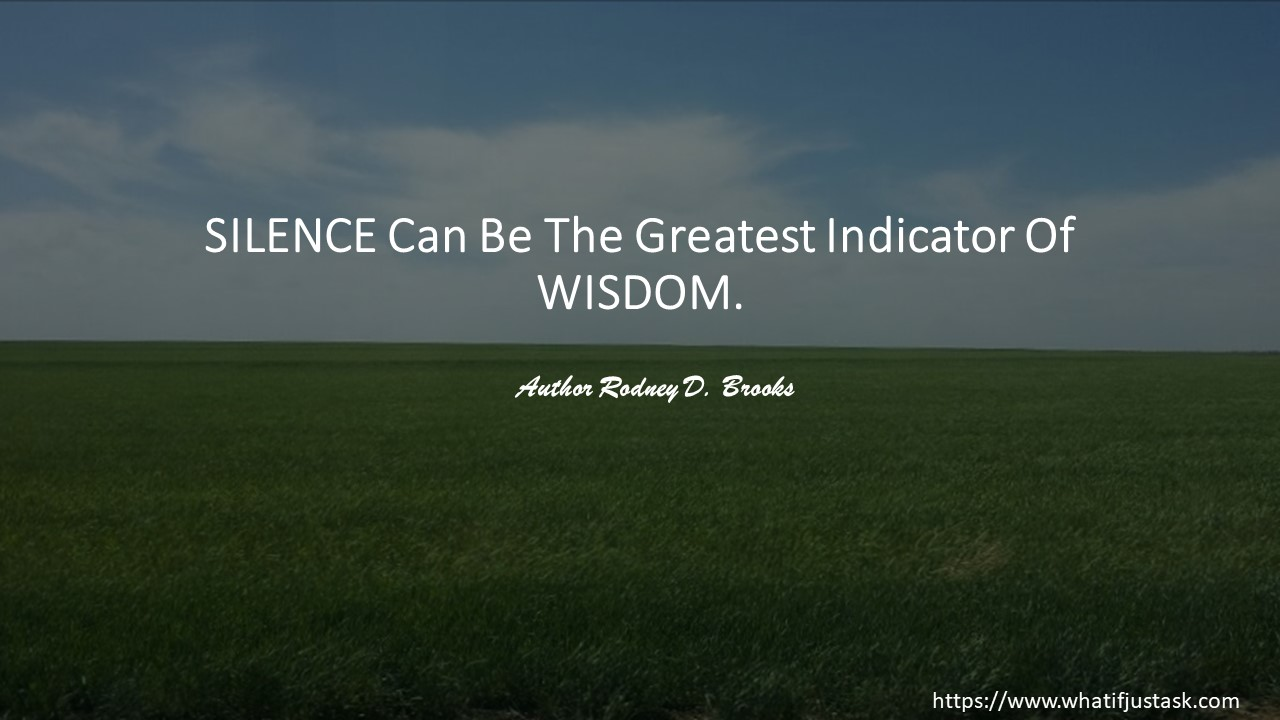 SILENCE Can Be The Greatest Indicator Of
WISDOM.
Author Rodney D. Brooks
https://www.whatifjustask.com